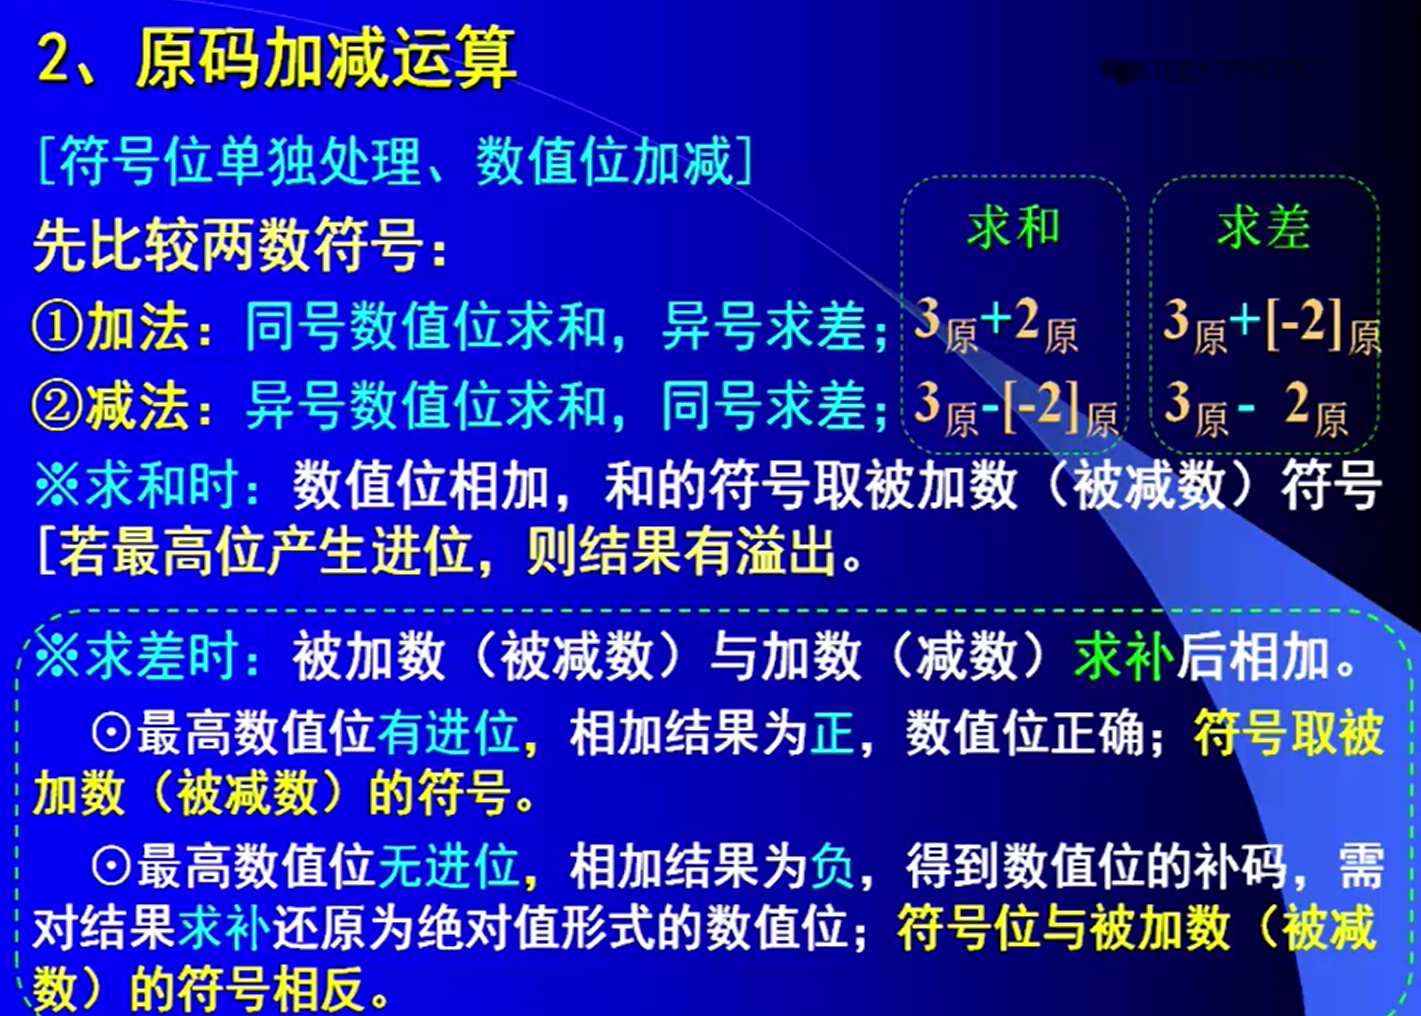 2、原码加减运算
[符号位单独处理、数值位加减]
先比较两数符号：
求和
求差
①加法：同号数值位求和，异号求差；
3原+2原
3原+[-2]原
②减法：异号数值位求和，同号求差；
3原-[-2]原
3原- 2原
※求和时：数值位相加，和的符号取被加数（被减数）符号
[若最高位产生进位，则结果有溢出。
※求差时：被加数（被减数）与加数（减数）求补后相加。
⊙最高数值位有进位，相加结果为正，数值位正确；符号取被
加数（被减数）的符号。
⊙最高数值位无进位，相加结果为负，得到数值位的补码，需
对结果求补还原为绝对值形式的数值位；符号位与被加数（被减
数）的符号相反。